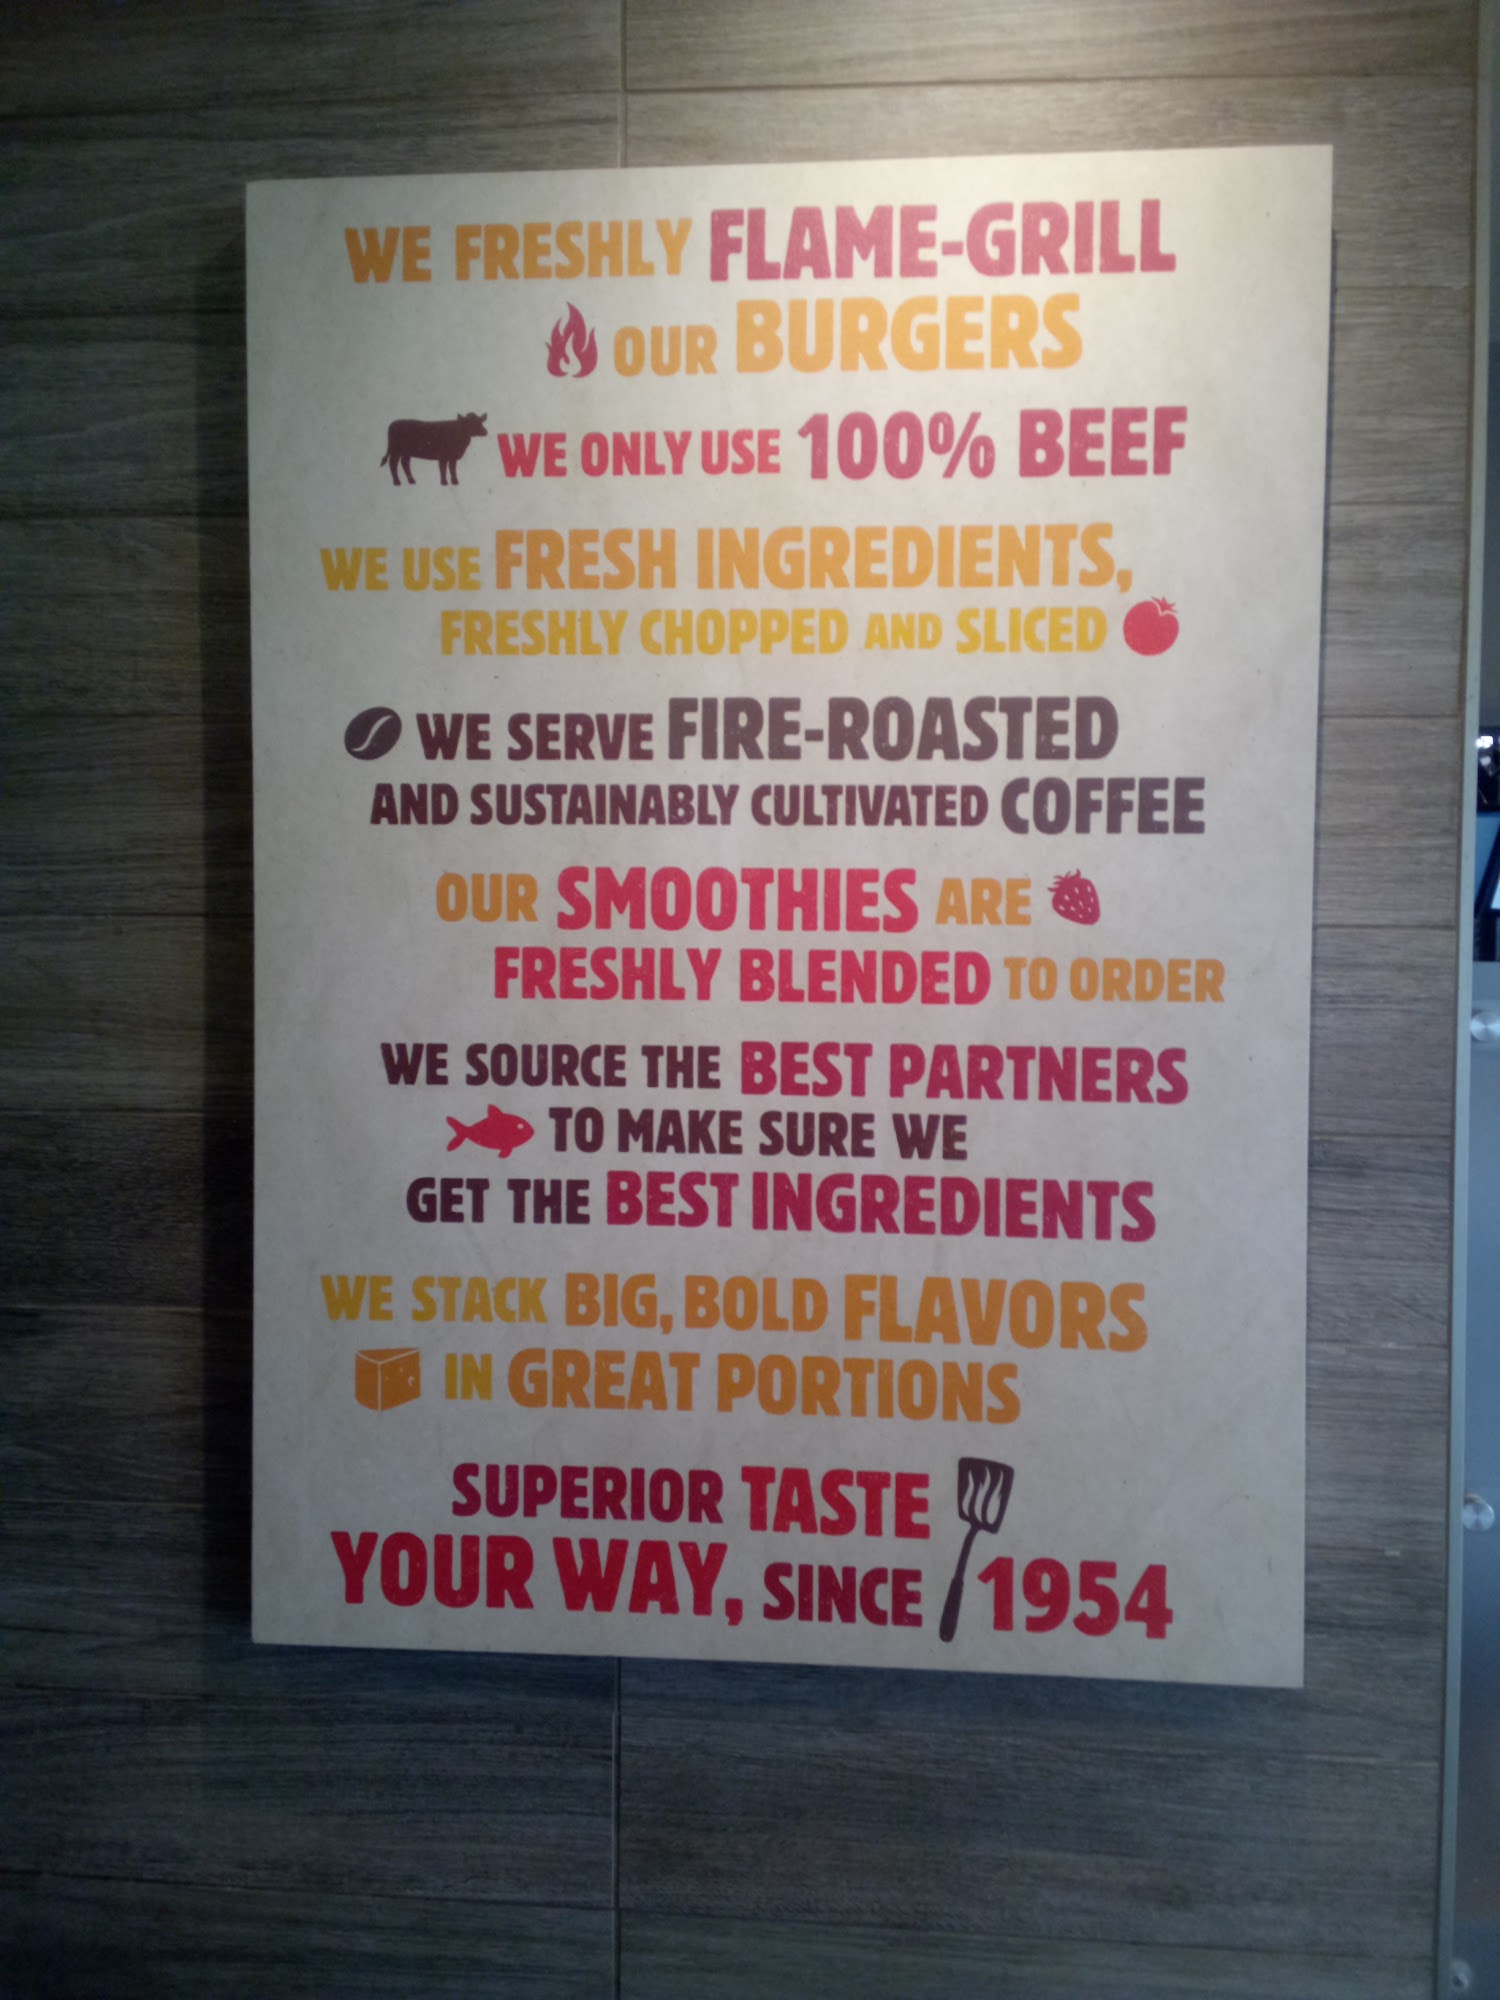 WE FRESHLY FLAME-GRILL
OUR BURGERS
WE ONLY USE 100% BEEF
WE USE FRESH INGREDIENTS,
FRESHLY CHOPPED AND SLICED
WE SERVE FIRE-ROASTED
AND SUSTAINABLY CULTIVATED COFFEE
OUR SMOOTHIES ARE
FRESHLY BLENDED TO ORDER
WE SOURCE THE BEST PARTNERS
TO MAKE SURE WE
GET THE BEST INGREDIENTS
WE STACK BIG, BOLD FLAVORS
IN GREAT PORTIONS
SUPERIOR TASTE
YOUR WAY, SINCE 1954